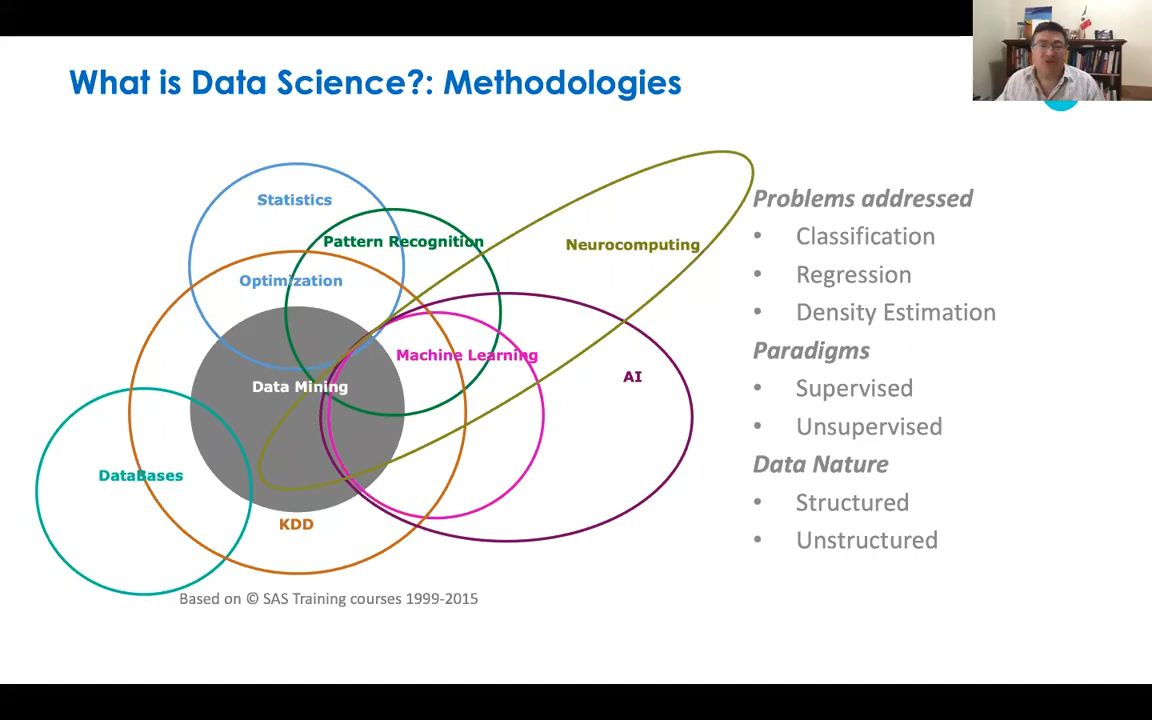 What is Data Science?: Methodologies
Statistics
Pattern Recognition
Neurocomputing
Optimization
Machine Learning
AI
Data Mining
DataBases
KDD
Based on © SAS Training courses 1999-2015
Problems addressed
• Classification
• Regression
• Density Estimation
Paradigms
• Supervised
• Unsupervised
Data Nature
• Structured
• Unstructured